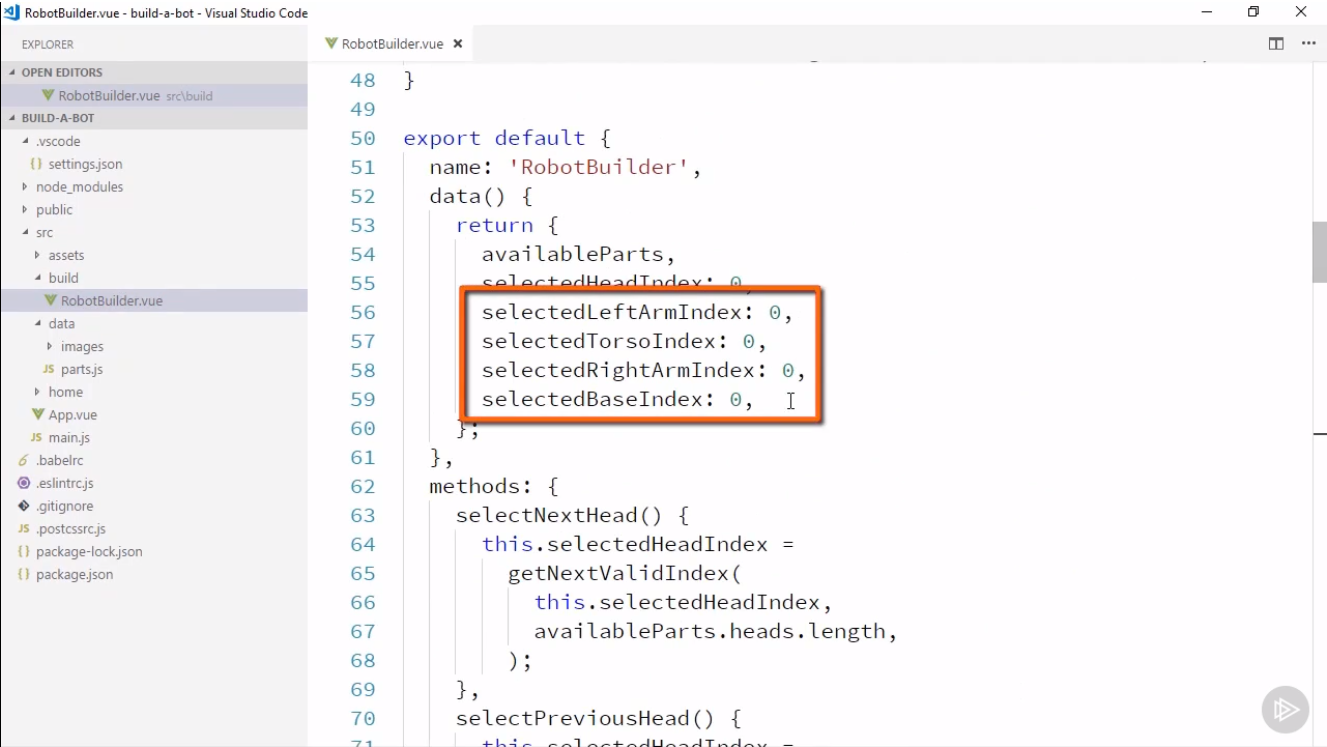 RobotBuilder.vue - build-a-bot - Visual Studio Code
EXPLORER
OPEN EDITORS
RobotBuilder.vue src\build
BUILD-A-BOT
.vscode
{} settings.json
node_modules
public
src
assets
build
RobotBuilder.vue
data
images
JS parts.js
home
App.vue
JS main.js
.babelrc
.eslintrc.js
.gitignore
JS .postcssrc.js
{} package-lock.json
{} package.json
RobotBuilder.vue
48 }
49
50 export default {
51 name: 'RobotBuilder',
52 data() {
53 return {
54 availableParts,
55 selectedHeadIndex: 0,
56 selectedLeftArmIndex: 0,
57 selectedTorsoIndex: 0,
58 selectedRightArmIndex: 0,
59 selectedBaseIndex: 0,
60 };
61 },
62 methods: {
63 selectNextHead() {
64 this.selectedHeadIndex =
65 getNextValidIndex(
66 this.selectedHeadIndex,
67 availableParts.heads.length,
68 );
69 },
70 selectPreviousHead() {
71 this.selectedHeadIndex =